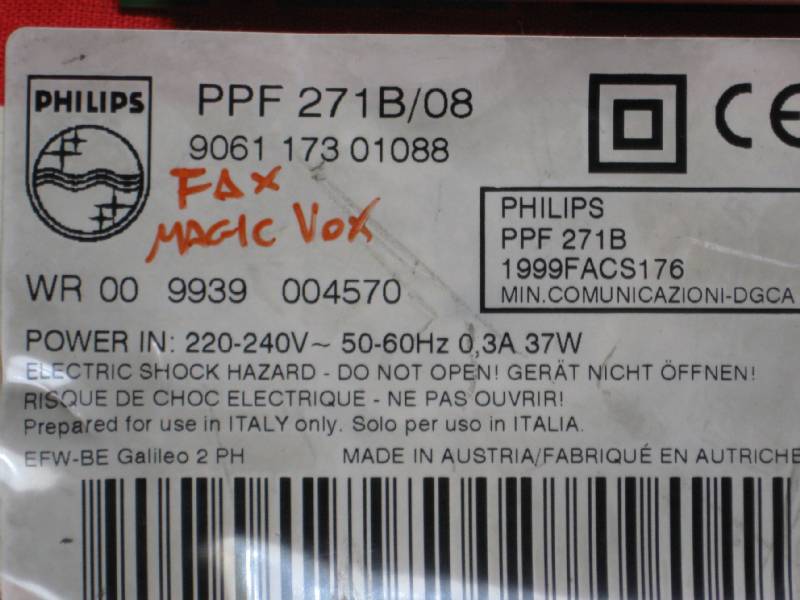 PHILIPS
PPF 271B/08
9061 173 01088
FAX
MAGIC VOX
CE
PHILIPS
PPF 271B
1999FACS176
MIN.COMUNICAZIONI-DGCA
WR 00 9939 004570
POWER IN: 220-240V~ 50-60Hz 0,3A 37W
ELECTRIC SHOCK HAZARD - DO NOT OPEN! GERÄT NICHT ÖFFNEN!
RISQUE DE CHOC ELECTRIQUE - NE PAS OUVRIR!
Prepared for use in ITALY only. Solo per uso in ITALIA.
EFW-BE Galileo 2 PH MADE IN AUSTRIA/FABRIQUÉ EN AUTRICHE